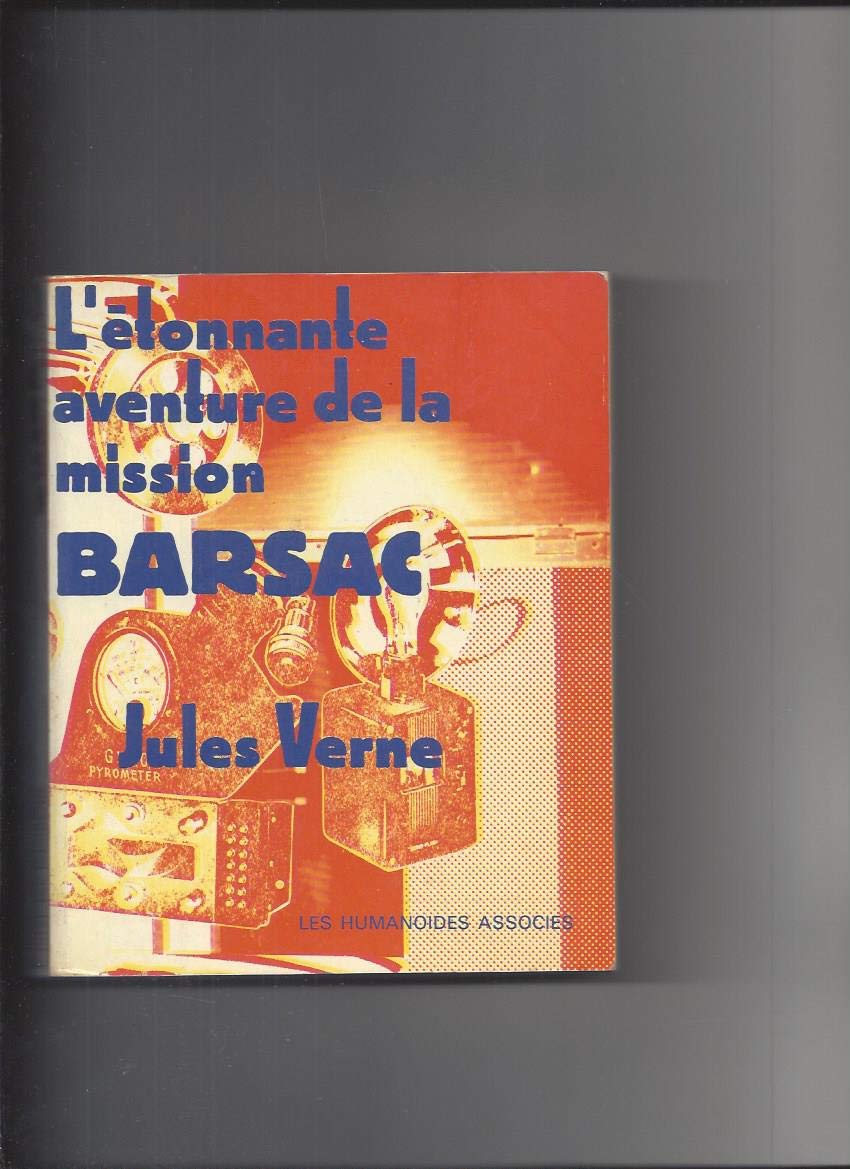 L'étonnante
aventure de la
mission
BARSAC
Jules Verne
PYROMETER
LES HUMANOIDES ASSOCIES